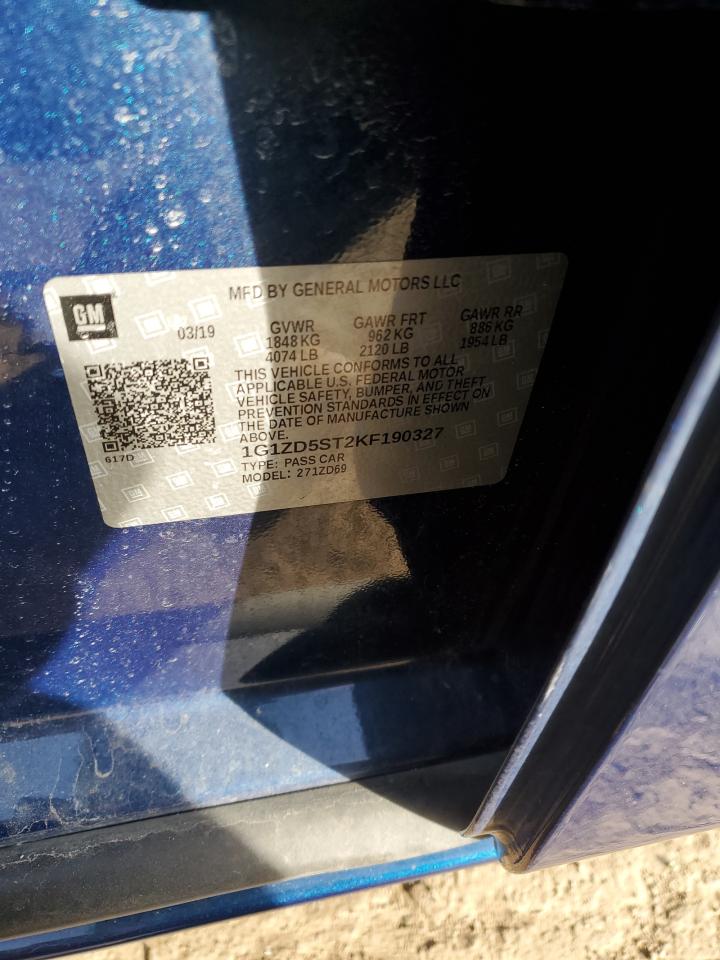 MFD BY GENERAL MOTORS LLC
GM
03/19
GVWR GAWR FRT GAWR RR
1848 KG 962 KG 886 KG
4074 LB 2120 LB 1954 LB
THIS VEHICLE CONFORMS TO ALL
APPLICABLE U.S. FEDERAL MOTOR
VEHICLE SAFETY, BUMPER, AND THEFT
PREVENTION STANDARDS IN EFFECT ON
THE DATE OF MANUFACTURE SHOWN
ABOVE.
617D
1G1ZD5ST2KF190327
TYPE: PASS CAR
MODEL: 271ZD69